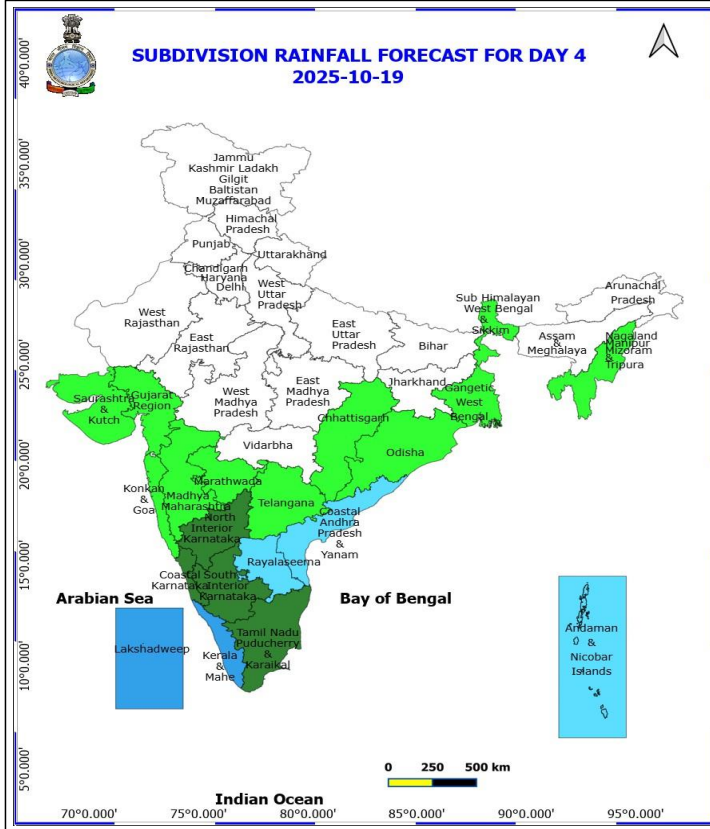 SUBDIVISION RAINFALL FORECAST FOR DAY 4
2025-10-19
40°0.000'
35°0.000'
30°0.000'
25°0.000'
20°0.000'
15°0.000'
10°0.000'
5°0.000'
Jammu
Kashmir Ladakh
Gilgit
Baltistan
Muzaffarabad
Himachal
Pradesh
Punjab
Uttarakhand
Chandigarh
Haryana
Delhi
West
Uttar
Pradesh
West
Rajasthan
East
Rajasthan
East
Uttar
Pradesh
Bihar
Sub Himalayan
West Bengal
&
Sikkim
Arunachal
Pradesh
Assam
&
Meghalaya
Nagaland
Manipur
Mizoram
&
Tripura
Saurashtra
&
Kutch
Gujarat
Region
West
Madhya
Pradesh
East
Madhya
Pradesh
Jharkhand
Gangetic
West
Bengal
Chhattisgarh
Odisha
Vidarbha
Konkan
&
Goa
Madhya
Maharashtra
Marathwada
Telangana
North
Interior
Karnataka
Coastal
Andhra
Pradesh
&
Yanam
Rayalaseema
Coastal
Karnataka
South
Interior
Karnataka
Arabian Sea
Bay of Bengal
Lakshadweep
Kerala
&
Mahe
Tamil Nadu
Puducherry
&
Karaikal
Andaman
&
Nicobar
Islands
0 250 500 km
Indian Ocean
70°0.000' 75°0.000' 80°0.000' 85°0.000' 90°0.000' 95°0.000'